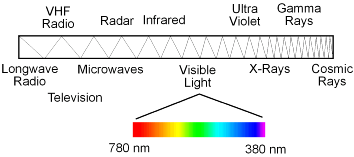 VHF
Radio
Radar
Infrared
Ultra
Violet
Gamma
Rays
Longwave
Radio
Television
Microwaves
Visible
Light
X-Rays
Cosmic
Rays
780 nm
380 nm